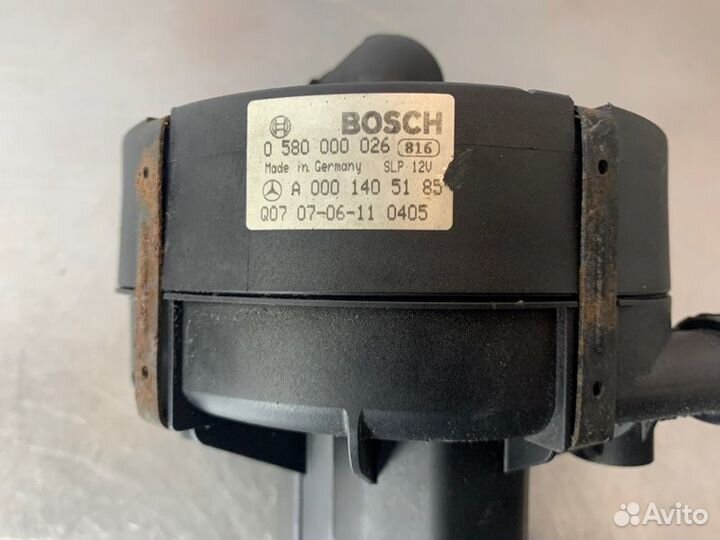 BOSCH
0 580 000 026 816
Made in Germany SLP 12V
A 000 140 51 85
Q07 07-06-11 0405
Avito